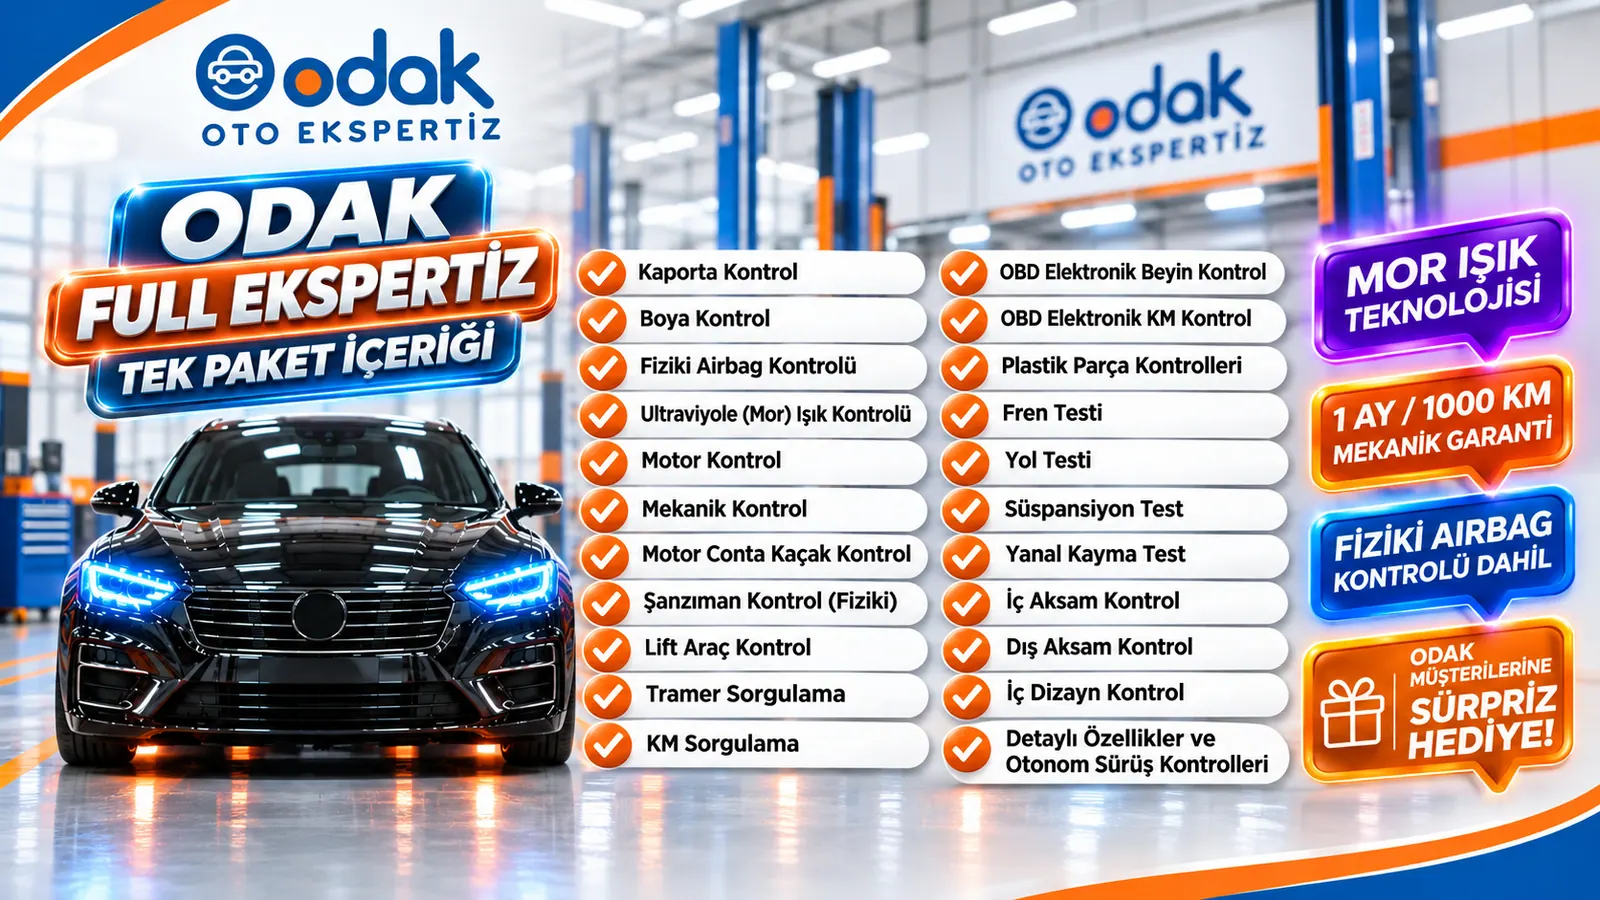 odak
OTO EKSPERTİZ
odak
OTO EKSPERTİZ
ODAK
FULL EKSPERTİZ
TEK PAKET İÇERİĞİ
Kaporta Kontrol
Boya Kontrol
Fiziki Airbag Kontrolü
Ultraviyole (Mor) Işık Kontrolü
Motor Kontrol
Mekanik Kontrol
Motor Conta Kaçak Kontrol
Şanzıman Kontrol (Fiziki)
Lift Araç Kontrol
Tramer Sorgulama
KM Sorgulama
OBD Elektronik Beyin Kontrol
OBD Elektronik KM Kontrol
Plastik Parça Kontrolleri
Fren Testi
Yol Testi
Süspansiyon Test
Yanal Kayma Test
İç Aksam Kontrol
Dış Aksam Kontrol
İç Dizayn Kontrol
Detaylı Özellikler ve
Otonom Sürüş Kontrolleri
MOR IŞIK
TEKNOLOJİSİ
1 AY / 1000 KM
MEKANİK GARANTİ
FİZİKİ AIRBAG
KONTROLÜ DAHİL
ODAK
MÜŞTERİLERİNE
SÜRPRİZ
HEDİYE!